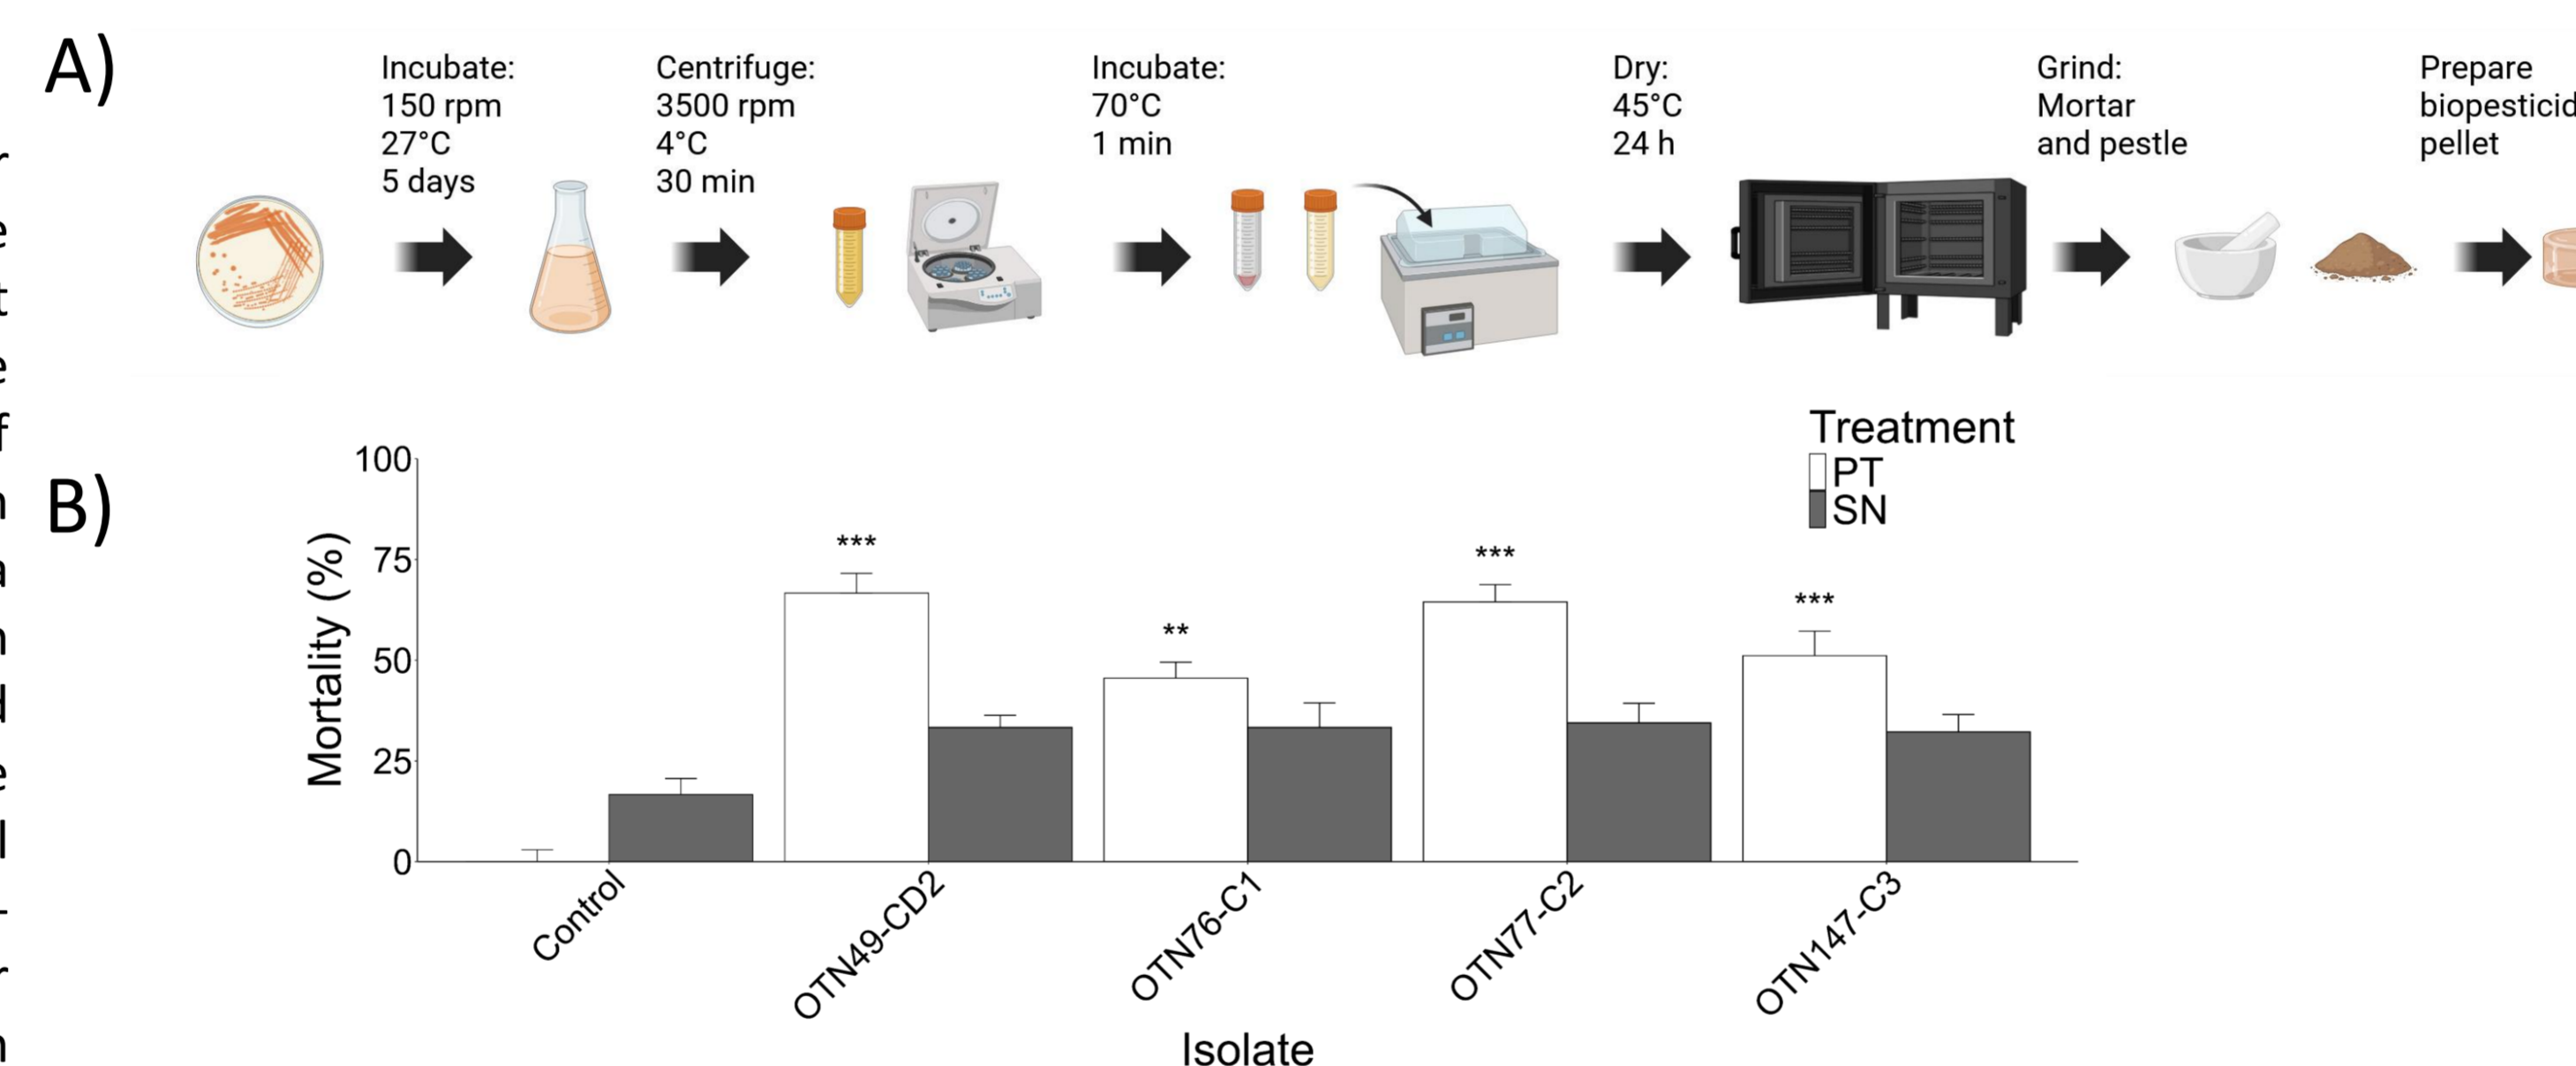 A)
Incubate:
150 rpm
27°C
5 days
Centrifuge:
3500 rpm
4°C
30 min
Incubate:
70°C
1 min
Dry:
45°C
24 h
Grind:
Mortar
and pestle
Prepare
pellet
B)
Treatment
PT
SN
Mortality (%)
100
75
50
25
0
***
**
***
***
Control
OTN49-CD2
OTN76-C1
OTN77-C2
OTN147-C3
Isolate